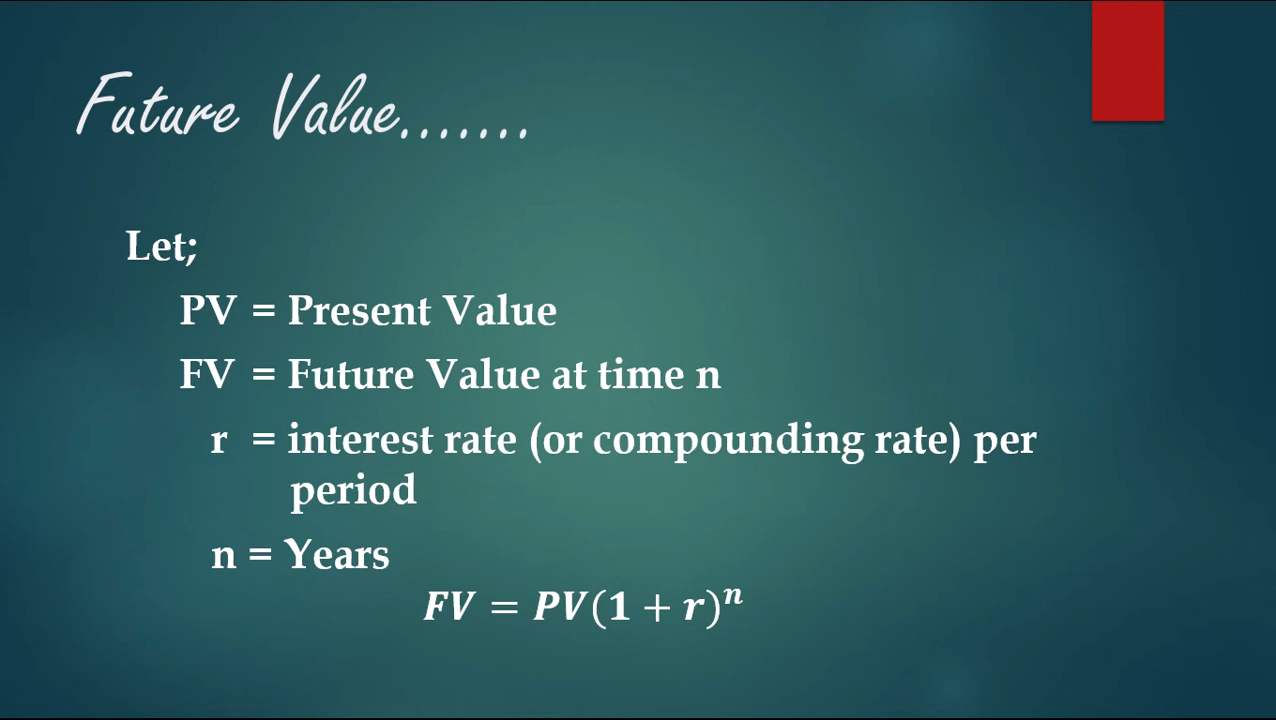 Future Value.......
Let;
PV = Present Value
FV = Future Value at time n
r = interest rate (or compounding rate) per
period
n = Years
𝑭𝑽 = 𝑷𝑽(𝟏 + 𝒓)ⁿ